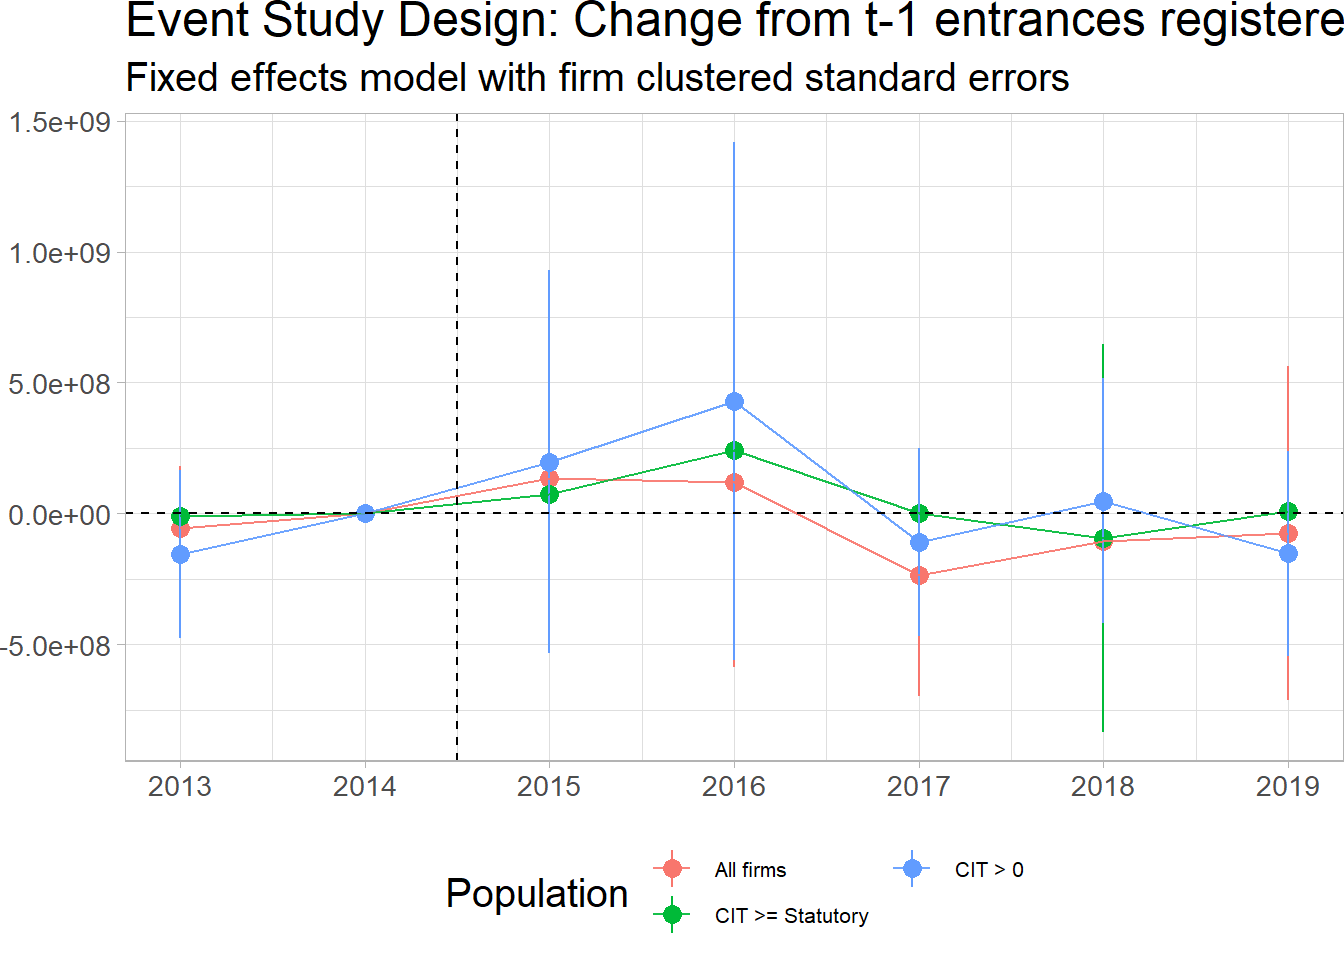 Event Study Design: Change from t-1 entrances registere
Fixed effects model with firm clustered standard errors
1.5e+09
1.0e+09
5.0e+08
0.0e+00
-5.0e+08
2013 2014 2015 2016 2017 2018 2019
Population
All firms
CIT >= Statutory
CIT > 0